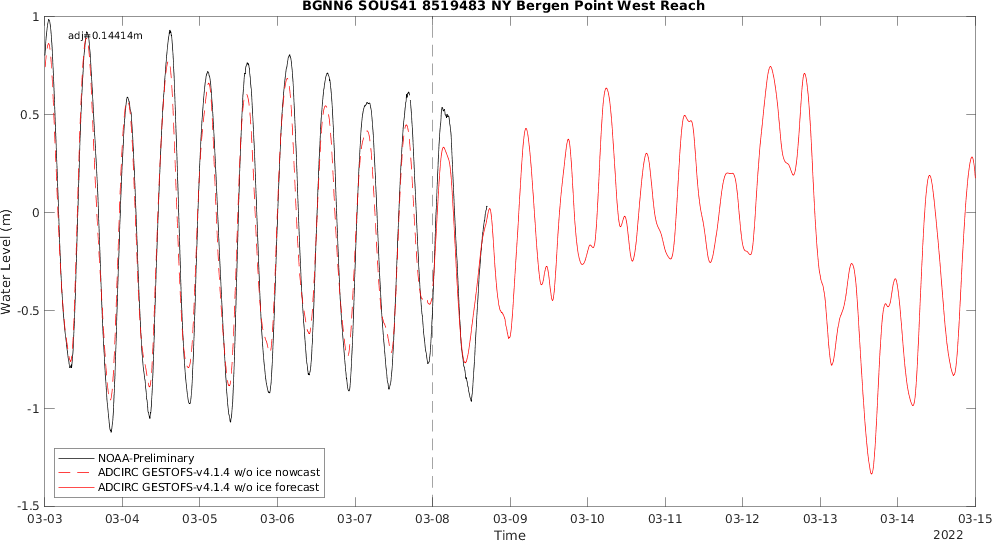 BGNN6 SOUS41 8519483 NY Bergen Point West Reach
adj=0.14414m
1
0.5
0
-0.5
-1
-1.5
Water Level (m)
NOAA-Preliminary
ADCIRC GESTOFS-v4.1.4 w/o ice nowcast
ADCIRC GESTOFS-v4.1.4 w/o ice forecast
03-03 03-04 03-05 03-06 03-07 03-08 03-09 03-10 03-11 03-12 03-13 03-14 03-15
Time
2022